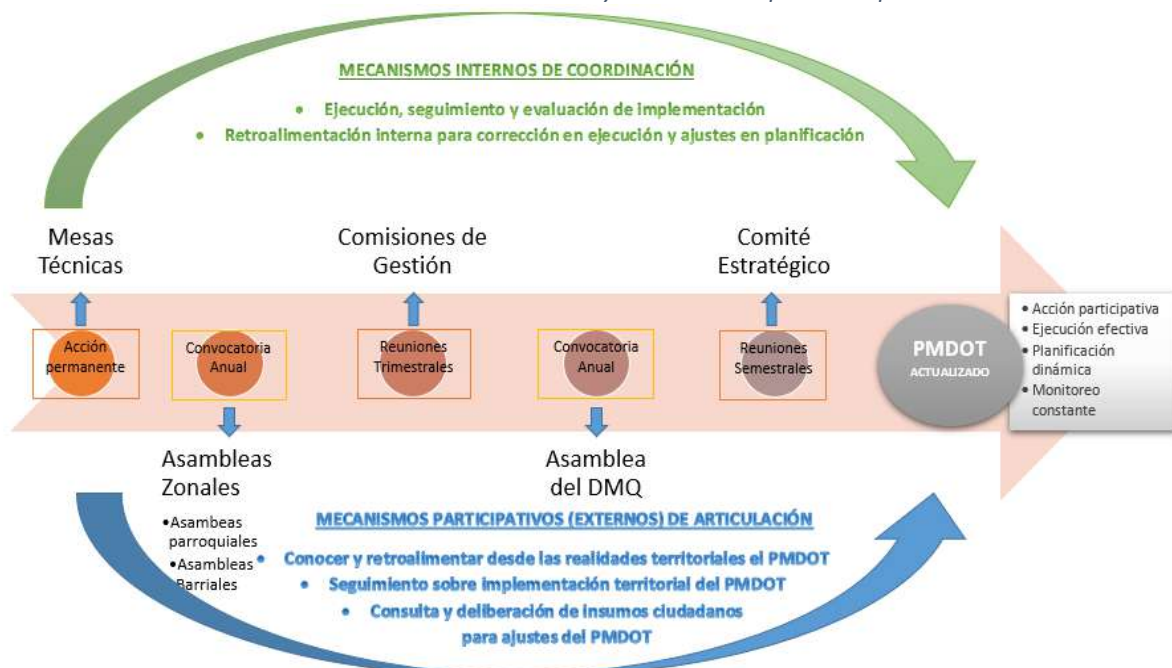 MECANISMOS INTERNOS DE COORDINACIÓN
• Ejecución, seguimiento y evaluación de implementación
• Retroalimentación interna para corrección en ejecución y ajustes en planificación
Mesas
Técnicas
Comisiones de
Gestión
Comité
Estratégico
Acción
permanente
Convocatoria
Anual
Reuniones
Trimestrales
Convocatoria
Anual
Reuniones
Semestrales
PMDOT
ACTUALIZADO
• Acción participativa
• Ejecución efectiva
• Planificación
dinámica
• Monitoreo
constante
Asambleas
Zonales
•Asambeas
parroquiales
•Asambleas
Barriales
Asamblea
del DMQ
MECANISMOS PARTICIPATIVOS (EXTERNOS) DE ARTICULACIÓN
• Conocer y retroalimentar desde las realidades territoriales el PMDOT
• Seguimiento sobre implementación territorial del PMDOT
• Consulta y deliberación de insumos ciudadanos
para ajustes del PMDOT